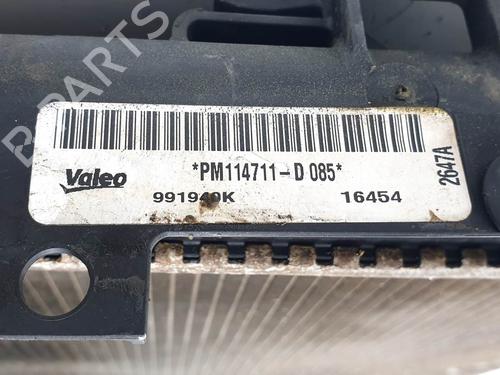 B-PARTS
Valeo
*PM114711-D 085*
991949K
16454
2647A